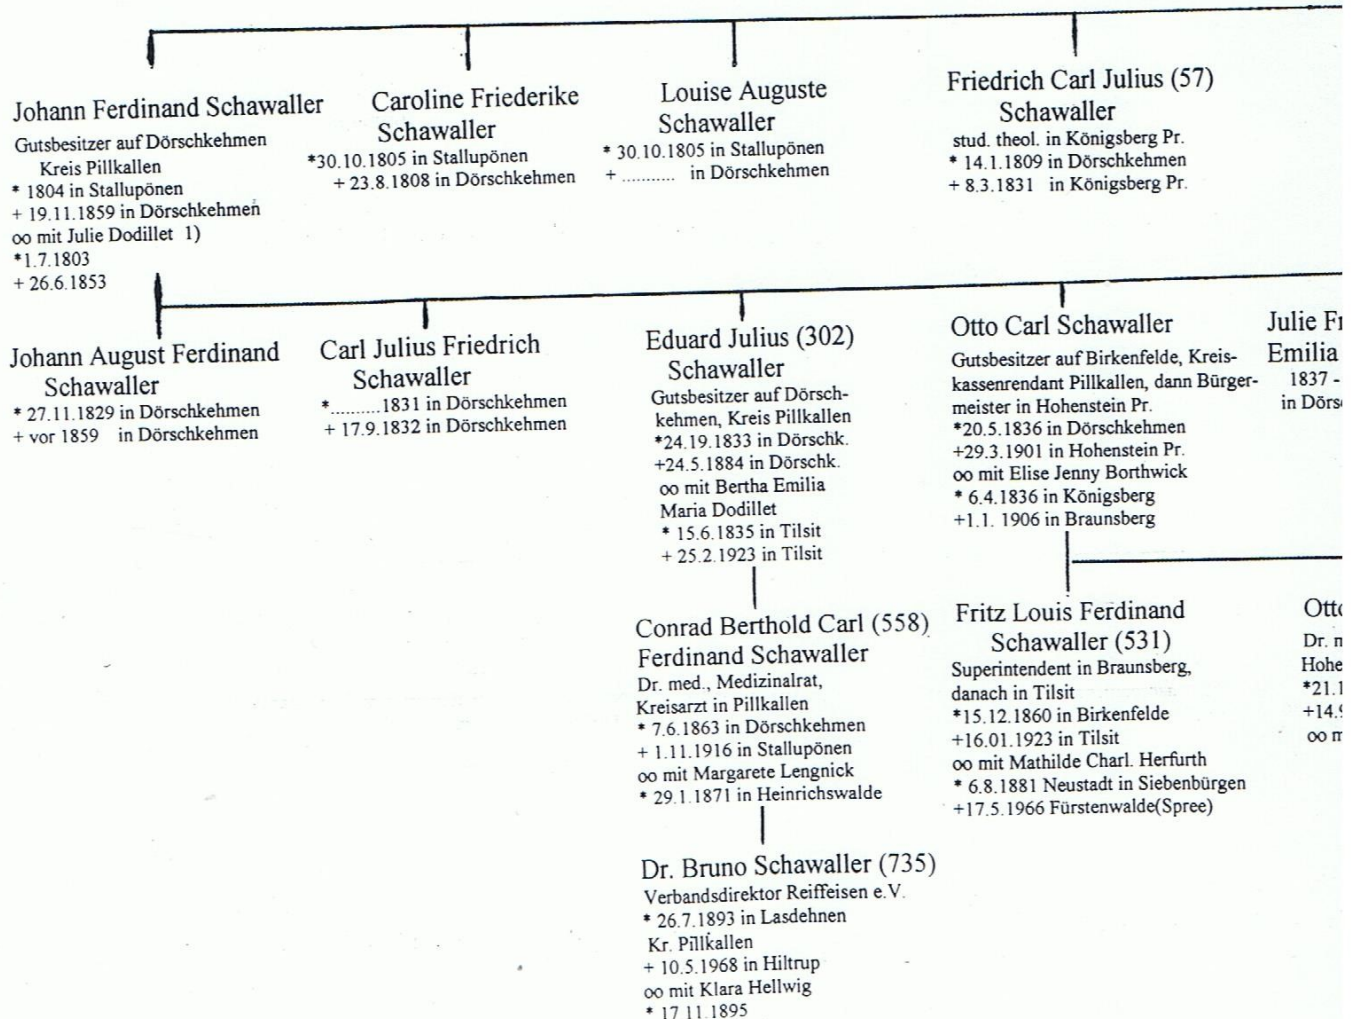 Johann Ferdinand Schawaller
Gutsbesitzer auf Dörschkehmen
Kreis Pillkallen
* 1804 in Stallupönen
+ 19.11.1859 in Dörschkehmen
oo mit Julie Dodillet 1)
*1.7.1803
+ 26.6.1853
Caroline Friederike
Schawaller
*30.10.1805 in Stallupönen
+ 23.8.1808 in Dörschkehmen
Louise Auguste
Schawaller
* 30.10.1805 in Stallupönen
+ ........... in Dörschkehmen
Friedrich Carl Julius (57)
Schawaller
stud. theol. in Königsberg Pr.
* 14.1.1809 in Dörschkehmen
+ 8.3.1831 in Königsberg Pr.
Johann August Ferdinand
Schawaller
* 27.11.1829 in Dörschkehmen
+ vor 1859 in Dörschkehmen
Carl Julius Friedrich
Schawaller
*..........1831 in Dörschkehmen
+ 17.9.1832 in Dörschkehmen
Eduard Julius (302)
Schawaller
Gutsbesitzer auf Dörsch-
kehmen, Kreis Pillkallen
*24.19.1833 in Dörschk.
+24.5.1884 in Dörschk.
oo mit Bertha Emilia
Maria Dodillet
* 15.6.1835 in Tilsit
+ 25.2.1923 in Tilsit
Otto Carl Schawaller
Gutsbesitzer auf Birkenfelde, Kreis-
kassenrendant Pillkallen, dann Bürger-
meister in Hohenstein Pr.
*20.5.1836 in Dörschkehmen
+29.3.1901 in Hohenstein Pr.
oo mit Elise Jenny Borthwick
* 6.4.1836 in Königsberg
+1.1. 1906 in Braunsberg
Julie Fr
Emilia
1837 -
in Dörs
Conrad Berthold Carl (558)
Ferdinand Schawaller
Dr. med., Medizinalrat,
Kreisarzt in Pillkallen
* 7.6.1863 in Dörschkehmen
+ 1.11.1916 in Stallupönen
oo mit Margarete Lengnick
* 29.1.1871 in Heinrichswalde
Fritz Louis Ferdinand
Schawaller (531)
Superintendent in Braunsberg,
danach in Tilsit
*15.12.1860 in Birkenfelde
+16.01.1923 in Tilsit
oo mit Mathilde Charl. Herfurth
* 6.8.1881 Neustadt in Siebenbürgen
+17.5.1966 Fürstenwalde(Spree)
Otto
Dr. n
Hohe
*21.1
+14.9
oo m
Dr. Bruno Schawaller (735)
Verbandsdirektor Reiffeisen e.V.
* 26.7.1893 in Lasdehnen
Kr. Pillkallen
+ 10.5.1968 in Hiltrup
oo mit Klara Hellwig
* 17.11.1895